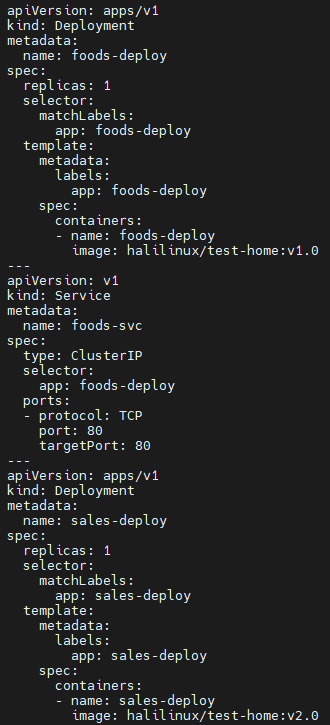 apiVersion: apps/v1
kind: Deployment
metadata:
  name: foods-deploy
spec:
  replicas: 1
  selector:
    matchLabels:
      app: foods-deploy
  template:
    metadata:
      labels:
        app: foods-deploy
    spec:
      containers:
      - name: foods-deploy
        image: halilinux/test-home:v1.0
---
apiVersion: v1
kind: Service
metadata:
  name: foods-svc
spec:
  type: ClusterIP
  selector:
    app: foods-deploy
  ports:
  - protocol: TCP
    port: 80
    targetPort: 80
---
apiVersion: apps/v1
kind: Deployment
metadata:
  name: sales-deploy
spec:
  replicas: 1
  selector:
    matchLabels:
      app: sales-deploy
  template:
    metadata:
      labels:
        app: sales-deploy
    spec:
      containers:
      - name: sales-deploy
        image: halilinux/test-home:v2.0